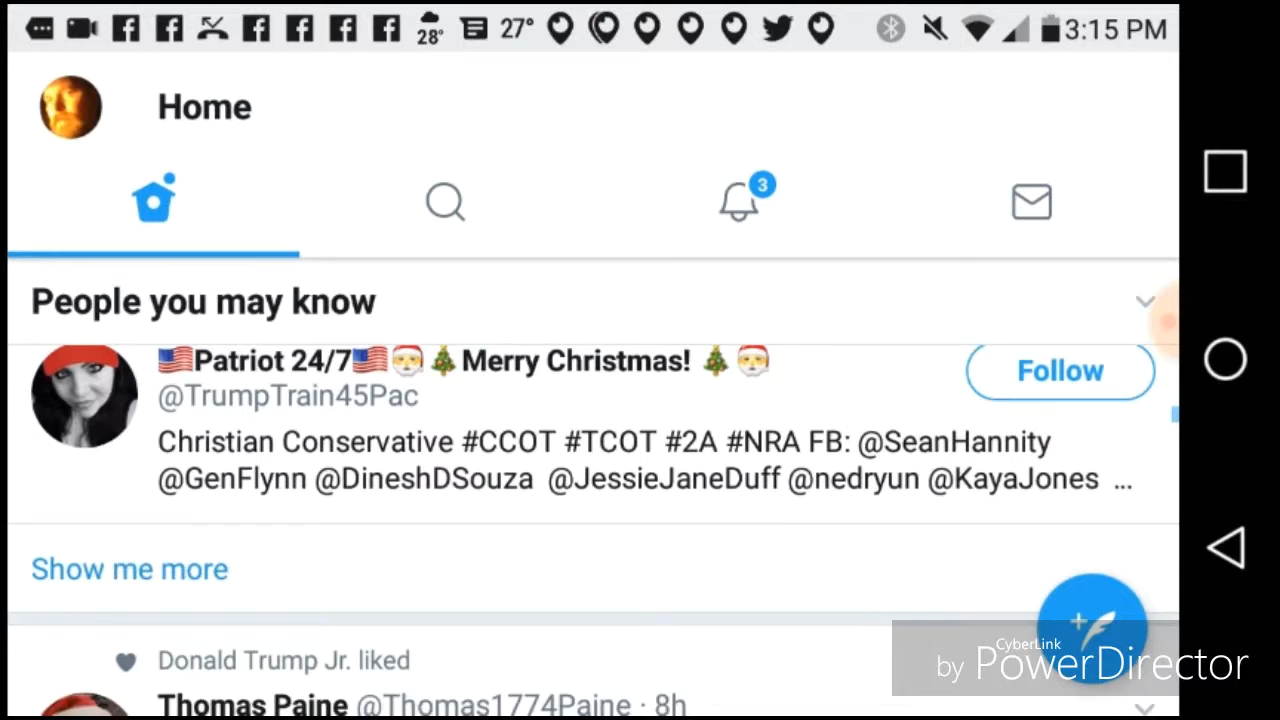 28° 27° 3:15 PM
Home
3
People you may know
🇺🇸Patriot 24/7🇺🇸🎅🎄Merry Christmas! 🎄🎅
@TrumpTrain45Pac
Follow
Christian Conservative #CCOT #TCOT #2A #NRA FB: @SeanHannity
@GenFlynn @DineshDSouza @JessieJaneDuff @nedryun @KayaJones ...
Show me more
Donald Trump Jr. liked
Thomas Paine @Thomas1774Paine · 8h
CyberLink
by PowerDirector